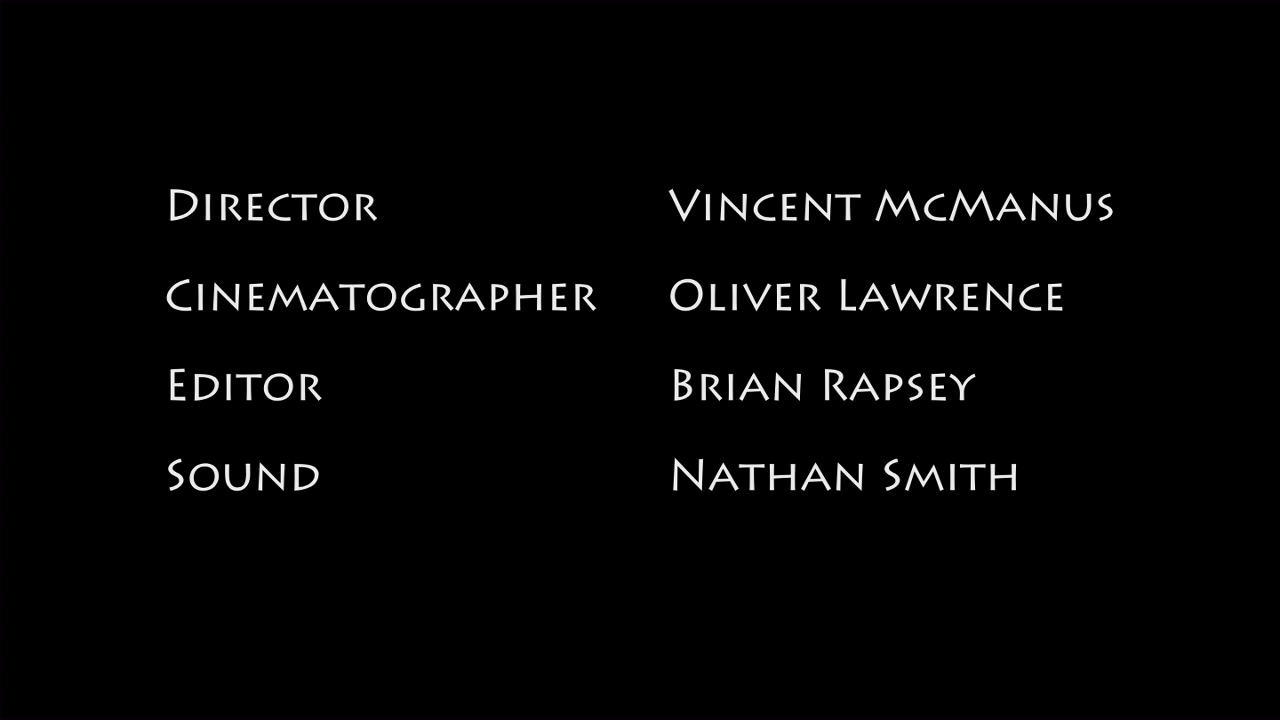 Director Vincent McManus
Cinematographer Oliver Lawrence
Editor Brian Rapsey
Sound Nathan Smith